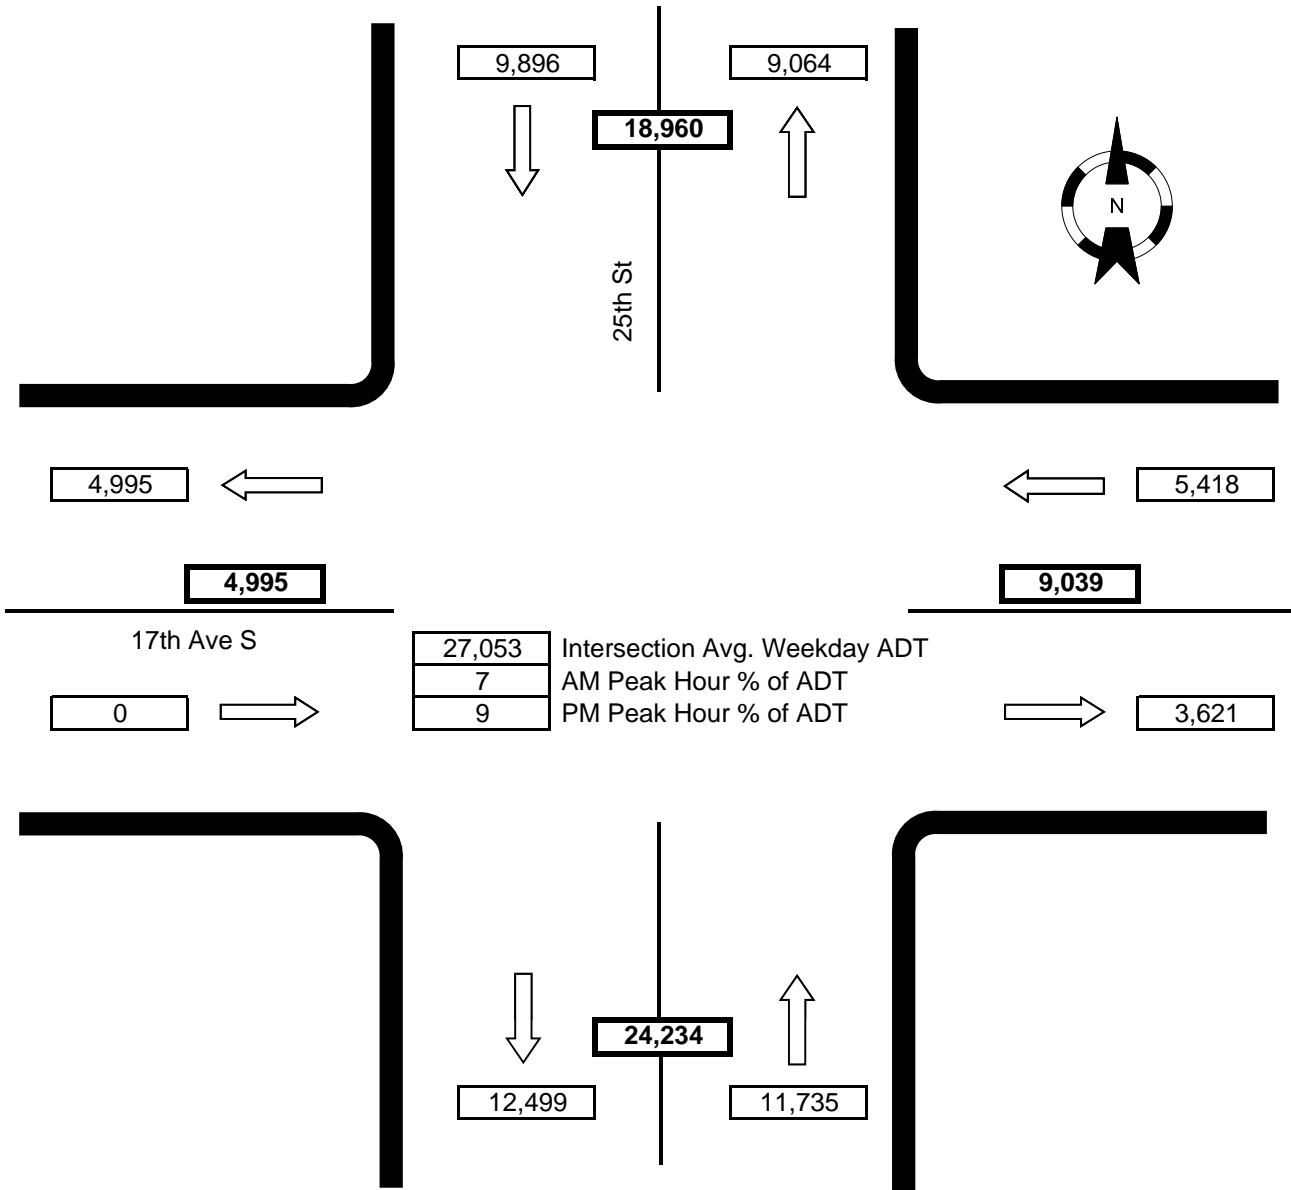 9,896
9,064
18,960
N
25th St
4,995
5,418
4,995
9,039
17th Ave S
27,053 Intersection Avg. Weekday ADT
7 AM Peak Hour % of ADT
9 PM Peak Hour % of ADT
0
3,621
24,234
12,499
11,735